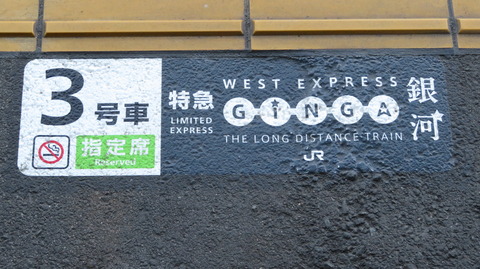 3号車
指定席
Reserved
特急
LIMITED
EXPRESS
WEST EXPRESS
GINGA
THE LONG DISTANCE TRAIN
JR
銀河